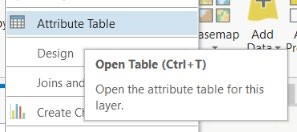 Attribute Table
asemap
Add
Data
Design
Open Table (Ctrl+T)
Joins and
Open the attribute table for this
layer.
Create C